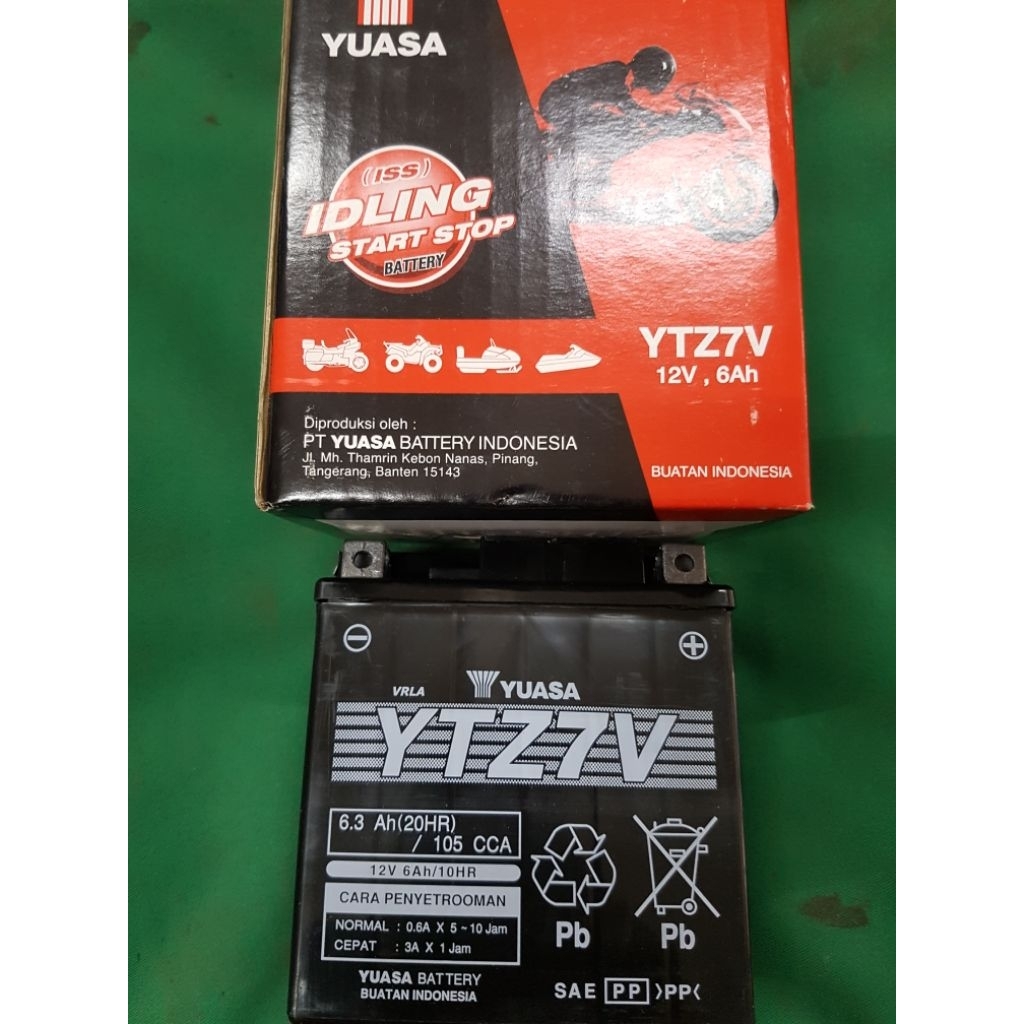 YUASA
(ISS)
IDLING
START STOP
BATTERY
YTZ7V
12V , 6Ah
Diproduksi oleh :
PT YUASA BATTERY INDONESIA
Jl. Mh. Thamrin Kebon Nanas, Pinang,
Tangerang, Banten 15143
BUATAN INDONESIA
VRLA
YUASA
YTZ7V
6.3 Ah(20HR)
/ 105 CCA
12V 6Ah/10HR
CARA PENYETROOMAN
NORMAL : 0.6A X 5 ~ 10 Jam
CEPAT : 3A X 1 Jam
YUASA BATTERY
BUATAN INDONESIA
Pb
Pb
SAE PP >PP<